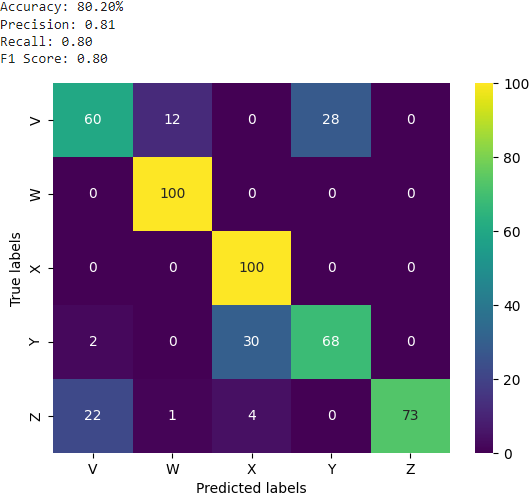 Accuracy: 80.20%
Precision: 0.81
Recall: 0.80
F1 Score: 0.80
100
V 60 12 0 28 0
80
W 0 100 0 0 0
60
True labels
X 0 0 100 0 0
40
Y 2 0 30 68 0
20
Z 22 1 4 0 73
0
V W X Y Z
Predicted labels